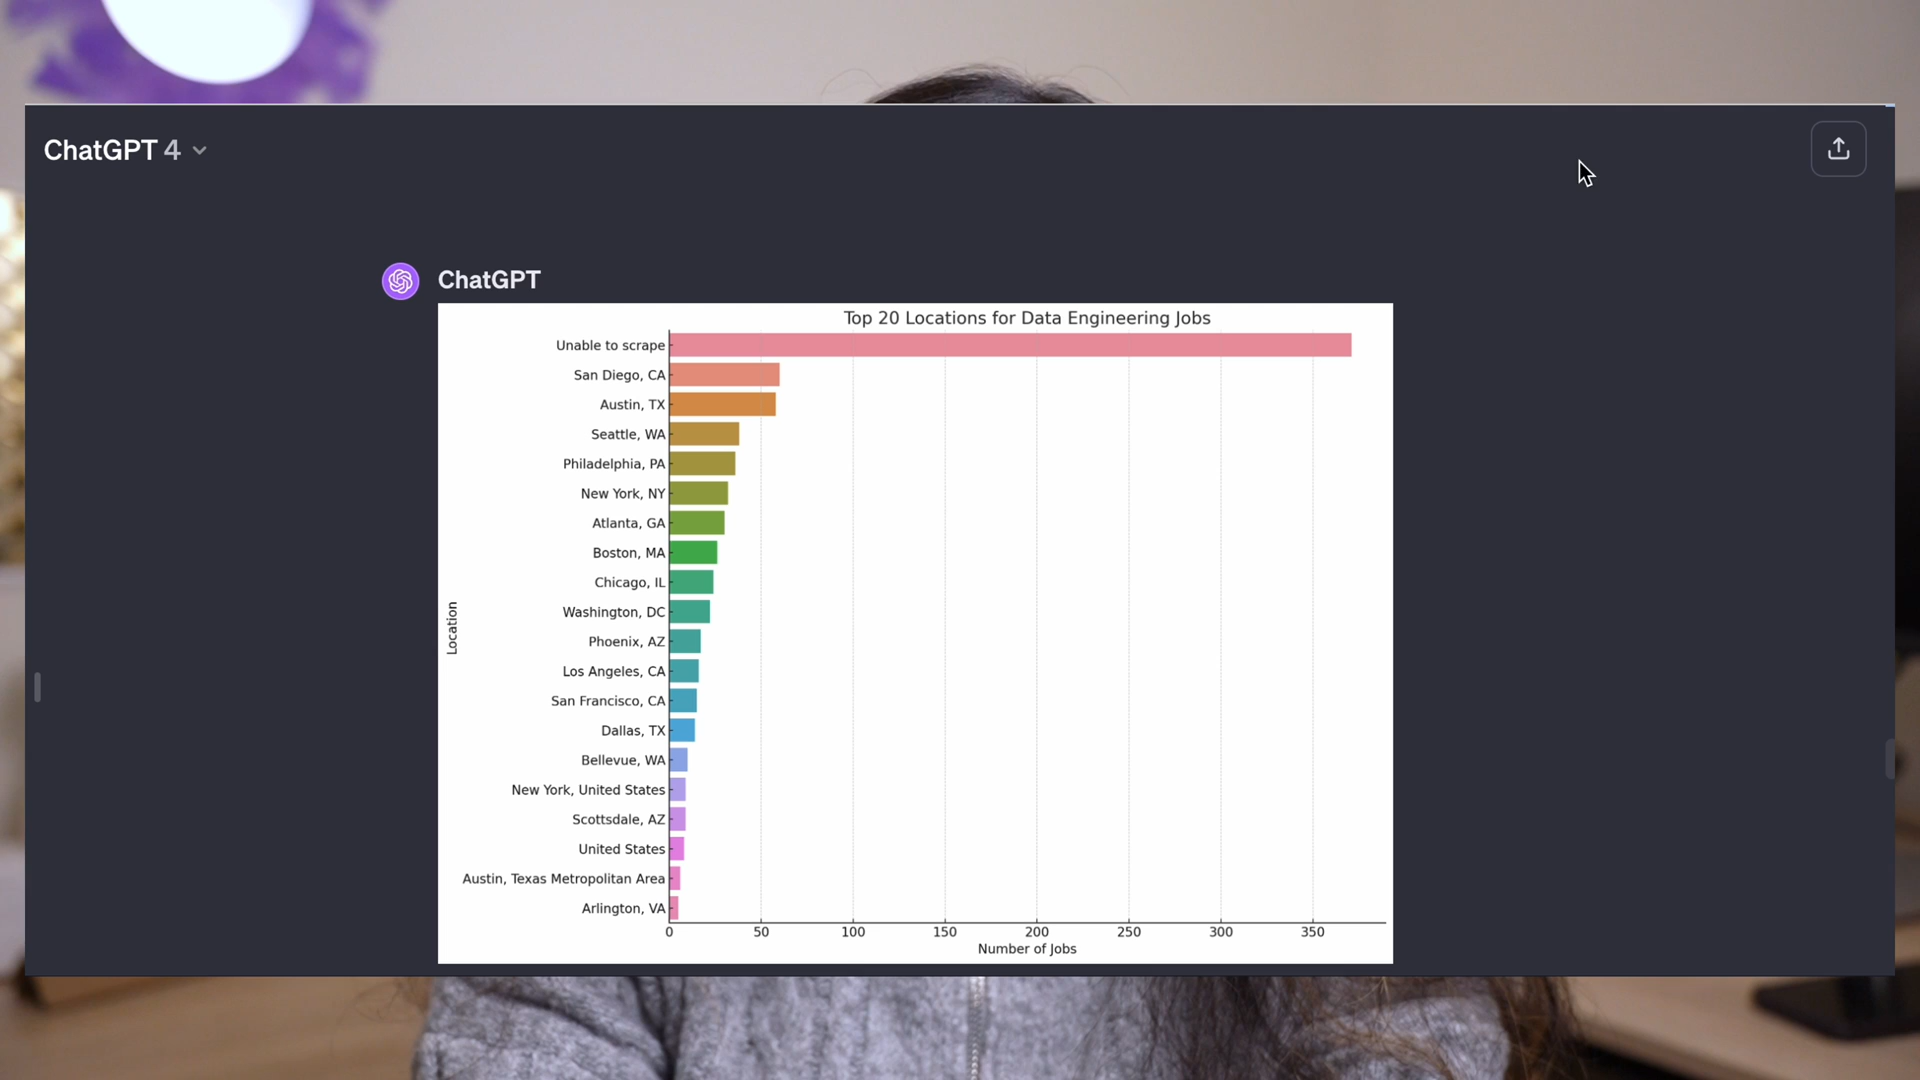 ChatGPT 4
ChatGPT
Top 20 Locations for Data Engineering Jobs
Unable to scrape
San Diego, CA
Austin, TX
Seattle, WA
Philadelphia, PA
New York, NY
Atlanta, GA
Boston, MA
Chicago, IL
Washington, DC
Phoenix, AZ
Los Angeles, CA
San Francisco, CA
Dallas, TX
Bellevue, WA
New York, United States
Scottsdale, AZ
United States
Austin, Texas Metropolitan Area
Arlington, VA
Location
0 50 100 150 200 250 300 350
Number of Jobs